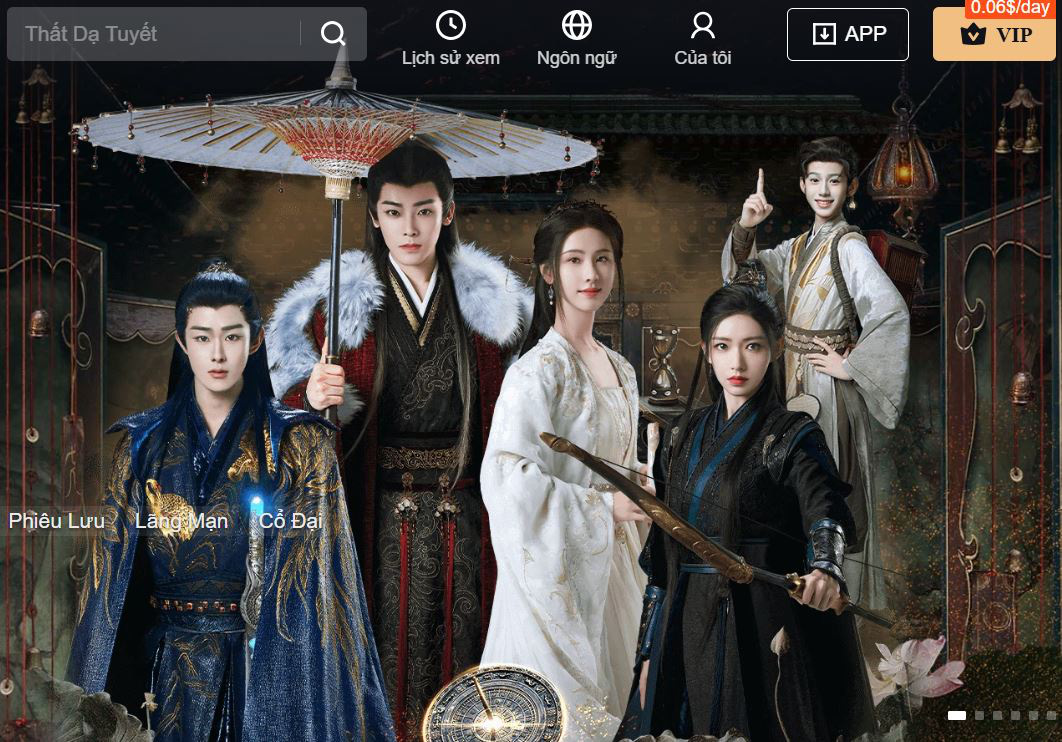 0.06$/day
Thất Dạ Tuyết
APP
VIP
Lịch sử xem
Ngôn ngữ
Của tôi
Phiêu Lưu
Lãng Mạn
Cổ Đại